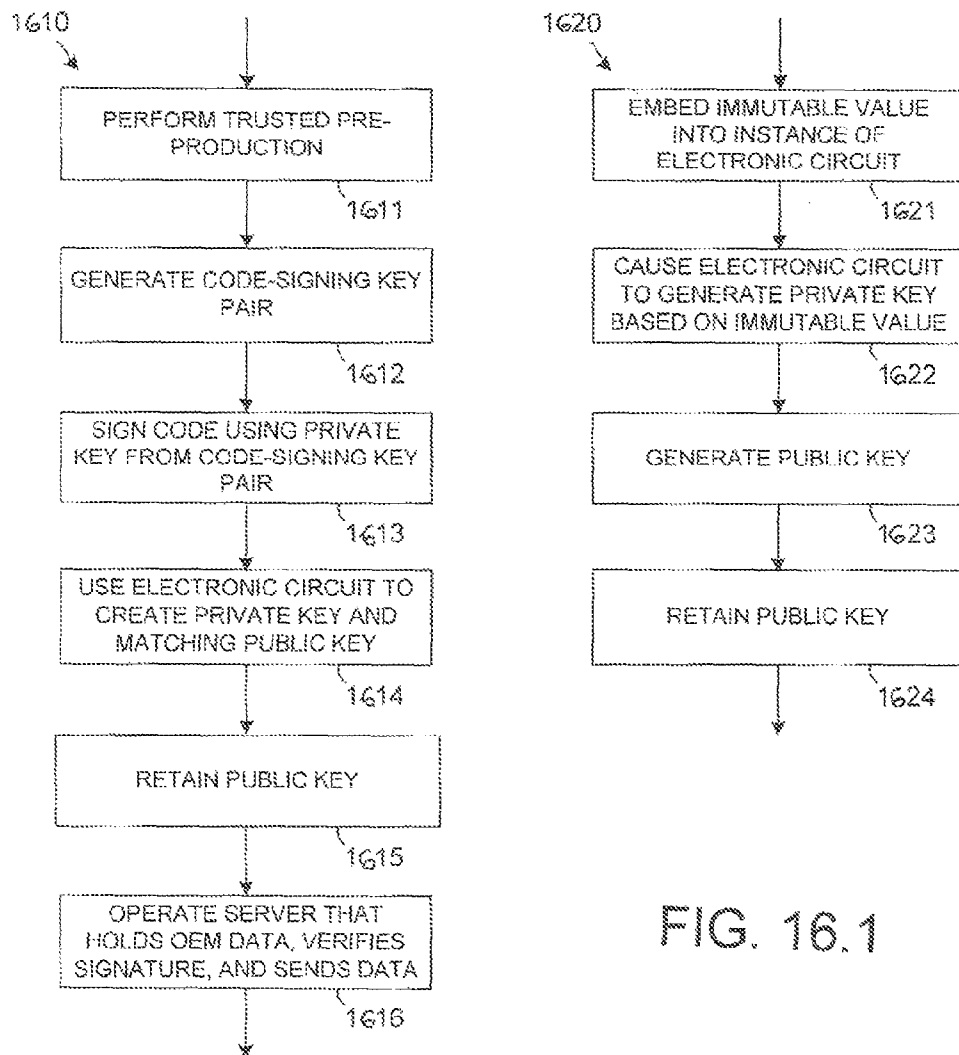 1610
PERFORM TRUSTED PRE-
PRODUCTION
1611
GENERATE CODE-SIGNING KEY
PAIR
1612
SIGN CODE USING PRIVATE
KEY FROM CODE-SIGNING KEY
PAIR
1613
USE ELECTRONIC CIRCUIT TO
CREATE PRIVATE KEY AND
MATCHING PUBLIC KEY
1614
RETAIN PUBLIC KEY
1615
OPERATE SERVER THAT
HOLDS OEM DATA, VERIFIES
SIGNATURE, AND SENDS DATA
1616
1620
EMBED IMMUTABLE VALUE
INTO INSTANCE OF
ELECTRONIC CIRCUIT
1621
CAUSE ELECTRONIC CIRCUIT
TO GENERATE PRIVATE KEY
BASED ON IMMUTABLE VALUE
1622
GENERATE PUBLIC KEY
1623
RETAIN PUBLIC KEY
1624
FIG. 16.1